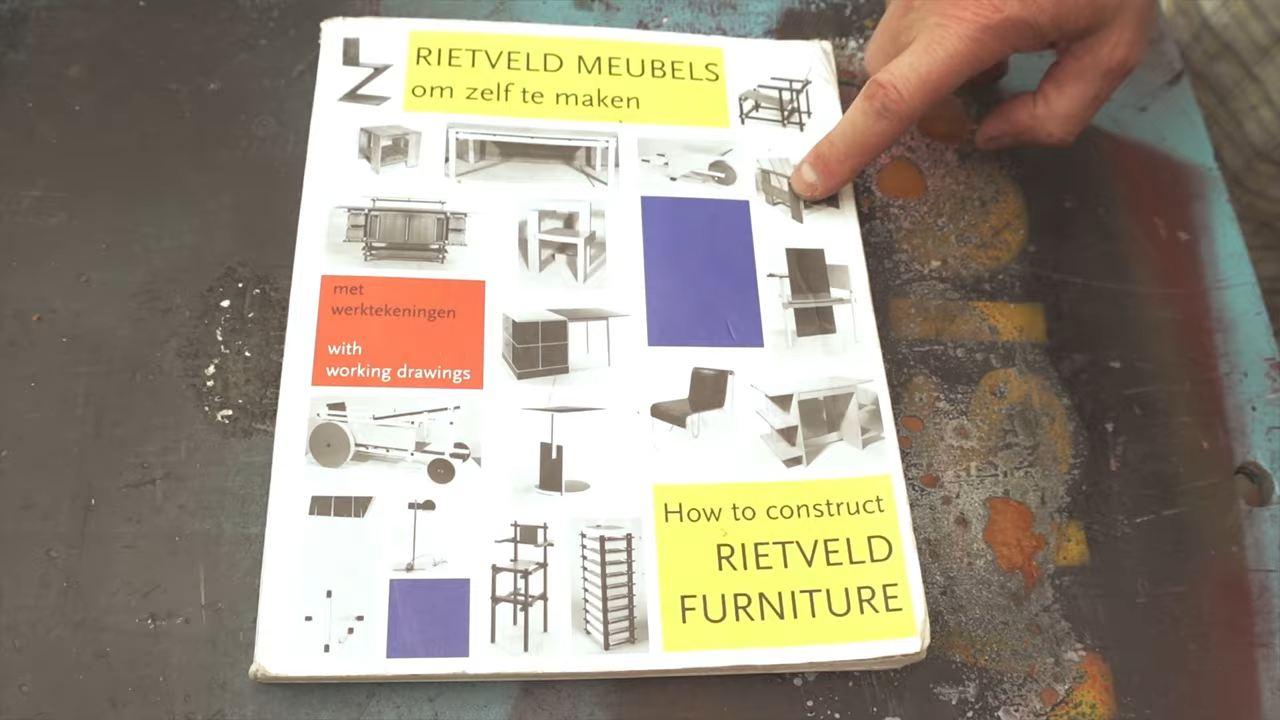 RIETVELD MEUBELS
om zelf te maken
met
werktekeningen
with
working drawings
How to construct
RIETVELD
FURNITURE